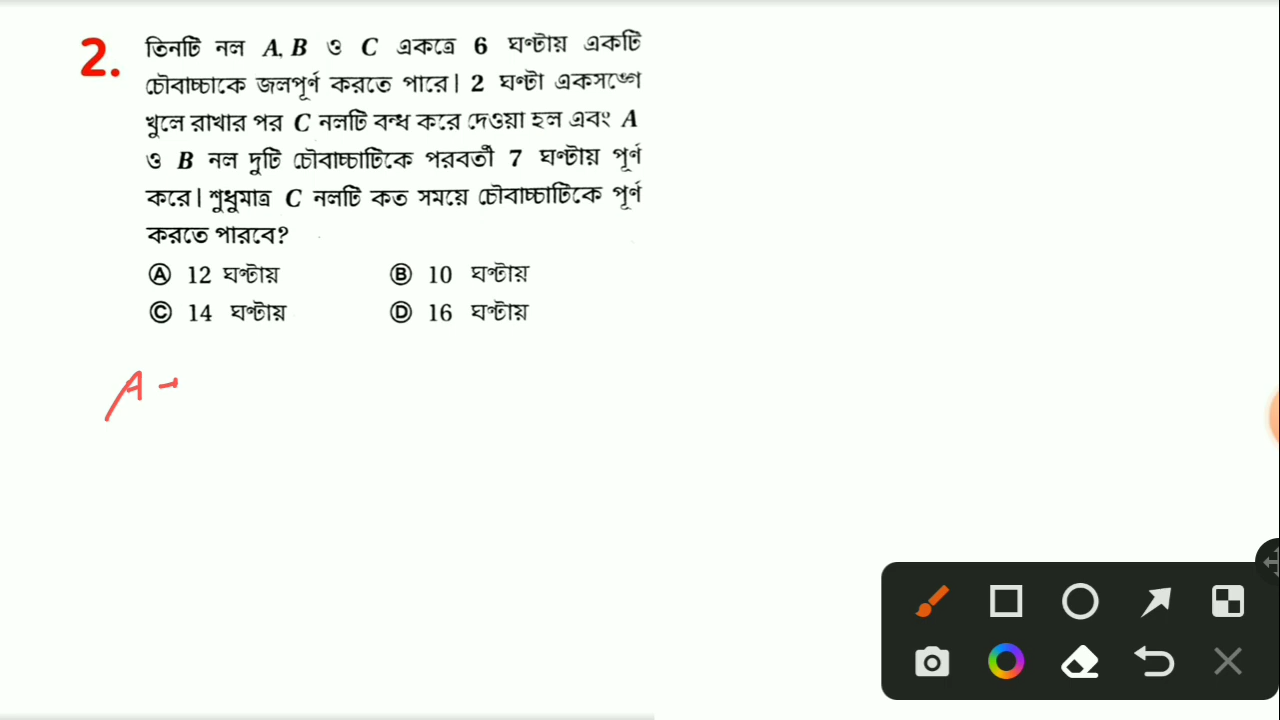 2.
তিনটি নল A, B ও C একত্রে 6 ঘণ্টায় একটি
চৌবাচ্চাকে জলপূর্ণ করতে পারে। 2 ঘণ্টা একসঙ্গে
খুলে রাখার পর C নলটি বন্ধ করে দেওয়া হল এবং A
ও B নল দুটি চৌবাচ্চাটিকে পরবর্তী 7 ঘণ্টায় পূর্ণ
করে। শুধুমাত্র C নলটি কত সময়ে চৌবাচ্চাটিকে পূর্ণ
করতে পারবে?
Ⓐ 12 ঘণ্টায় Ⓑ 10 ঘণ্টায়
Ⓒ 14 ঘণ্টায় Ⓓ 16 ঘণ্টায়
A -